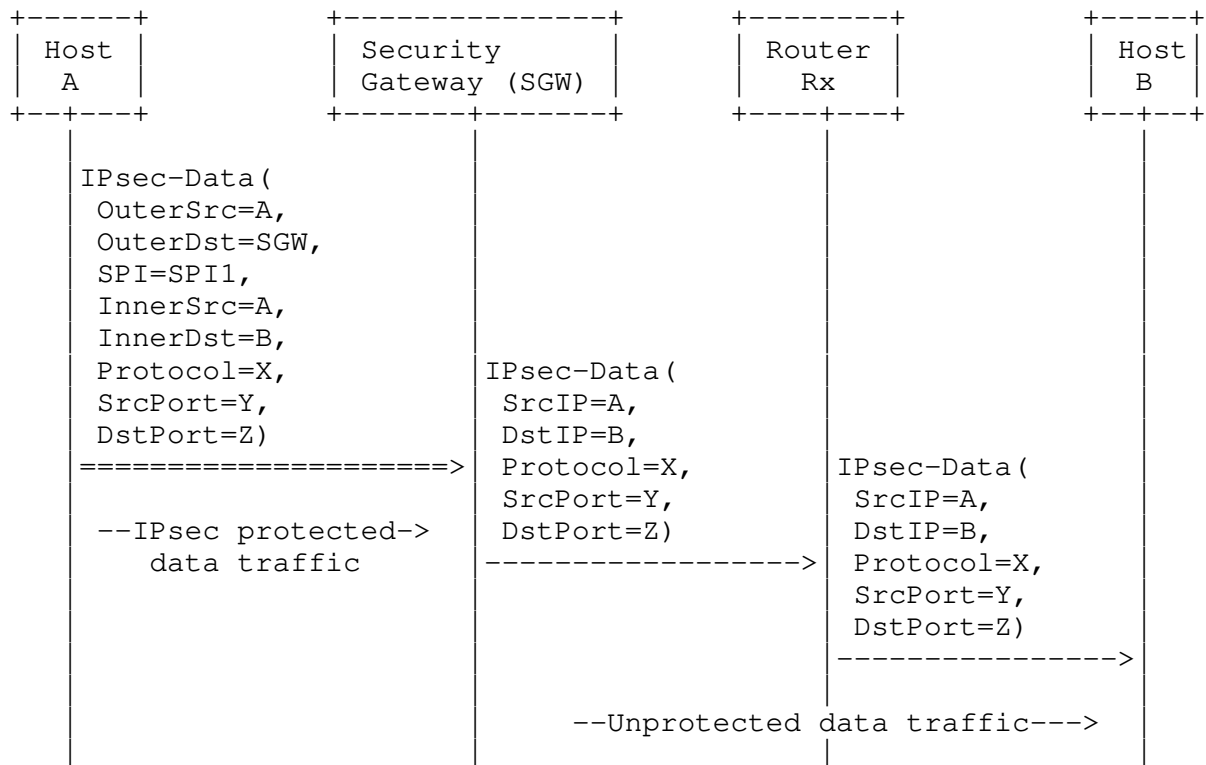 +------+          +---------------+      +--------+          +-----+
| Host |          | Security      |      | Router |          | Host|
|  A   |          | Gateway (SGW) |      |   Rx   |          |  B  |
+--+---+          +-------+-------+      +----+---+          +--+--+
   |                      |                   |                 |
   |IPsec-Data(           |                   |                 |
   | OuterSrc=A,          |                   |                 |
   | OuterDst=SGW,        |                   |                 |
   | SPI=SPI1,            |                   |                 |
   | InnerSrc=A,          |                   |                 |
   | InnerDst=B,          |                   |                 |
   | Protocol=X,          |IPsec-Data(        |                 |
   | SrcPort=Y,           | SrcIP=A,          |                 |
   | DstPort=Z)           | DstIP=B,          |                 |
   |=====================>| Protocol=X,       |IPsec-Data(      |
   |                      | SrcPort=Y,        | SrcIP=A,        |
   | --IPsec protected->  | DstPort=Z)        | DstIP=B,        |
   |    data traffic      |------------------>| Protocol=X,     |
   |                      |                   | SrcPort=Y,      |
   |                      |                   | DstPort=Z)      |
   |                      |                   |---------------->|
   |                      |                   |                 |
   |                      |     --Unprotected data traffic--->  |
   |                      |                   |                 |